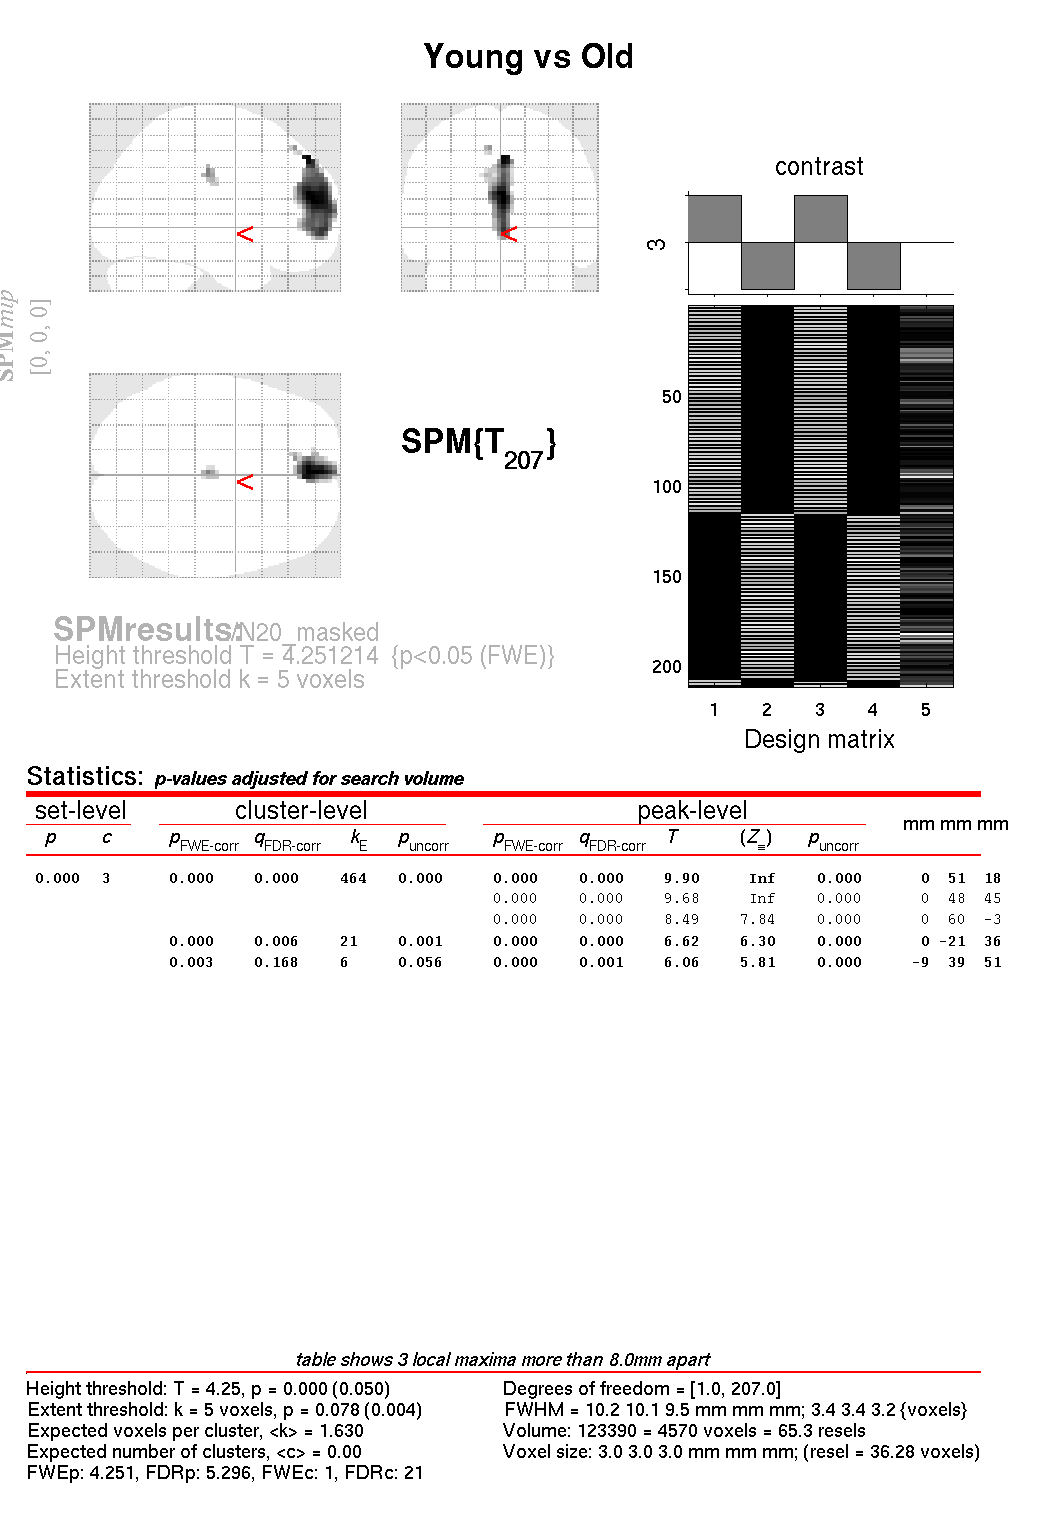 Young vs Old
contrast
3
SPMmip
[0, 0, 0]
<
<
<
SPM{T207}
50
100
150
200
1 2 3 4 5
Design matrix
SPMresults: ./N20_masked
Height threshold T = 4.251214 {p<0.05 (FWE)}
Extent threshold k = 5 voxels
Statistics: p-values adjusted for search volume
set-level cluster-level peak-level mm mm mm
p c pFWE-corr qFDR-corr kE puncorr pFWE-corr qFDR-corr T (Z≡) puncorr
0.000 3 0.000 0.000 464 0.000 0.000 0.000 9.90 Inf 0.000 0 51 18
0.000 0.000 9.68 Inf 0.000 0 48 45
0.000 0.000 8.49 7.84 0.000 0 60 -3
0.000 0.006 21 0.001 0.000 0.000 6.62 6.30 0.000 0 -21 36
0.003 0.168 6 0.056 0.000 0.001 6.06 5.81 0.000 -9 39 51
table shows 3 local maxima more than 8.0mm apart
Height threshold: T = 4.25, p = 0.000 (0.050)
Extent threshold: k = 5 voxels, p = 0.078 (0.004)
Expected voxels per cluster, <k> = 1.630
Expected number of clusters, <c> = 0.00
FWEp: 4.251, FDRp: 5.296, FWEc: 1, FDRc: 21
Degrees of freedom = [1.0, 207.0]
FWHM = 10.2 10.1 9.5 mm mm mm; 3.4 3.4 3.2 {voxels}
Volume: 123390 = 4570 voxels = 65.3 resels
Voxel size: 3.0 3.0 3.0 mm mm mm; (resel = 36.28 voxels)